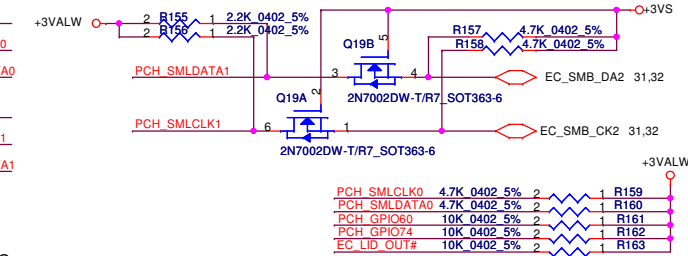 +3VALW
2 R155 1 2.2K_0402_5%
2 R156 1 2.2K_0402_5%
+3VS
R157 4.7K_0402_5%
R158 4.7K_0402_5%
Q19B
5
PCH_SMLDATA1
3
4
EC_SMB_DA2 31,32
2N7002DW-T/R7_SOT363-6
Q19A
2
PCH_SMLCLK1
6
1
EC_SMB_CK2 31,32
2N7002DW-T/R7_SOT363-6
+3VALW
PCH_SMLCLK0 4.7K_0402_5% 2 1 R159
PCH_SMLDATA0 4.7K_0402_5% 2 1 R160
PCH_GPIO60 10K_0402_5% 2 1 R161
PCH_GPIO74 10K_0402_5% 2 1 R162
EC_LID_OUT# 10K_0402_5% 2 1 R163